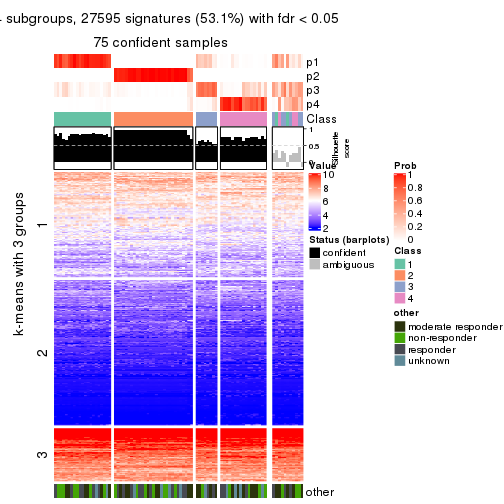 subgroups, 27595 signatures (53.1%) with fdr < 0.05
75 confident samples
p1
p2
p3
p4
Class
1
0.5
0
Silhouette
score
k-means with 3 groups
1
2
3
other
Value
10
8
6
4
2
Status (barplots)
confident
ambiguous
Prob
1
0.8
0.6
0.4
0.2
0
Class
1
2
3
4
other
moderate responder
non-responder
responder
unknown